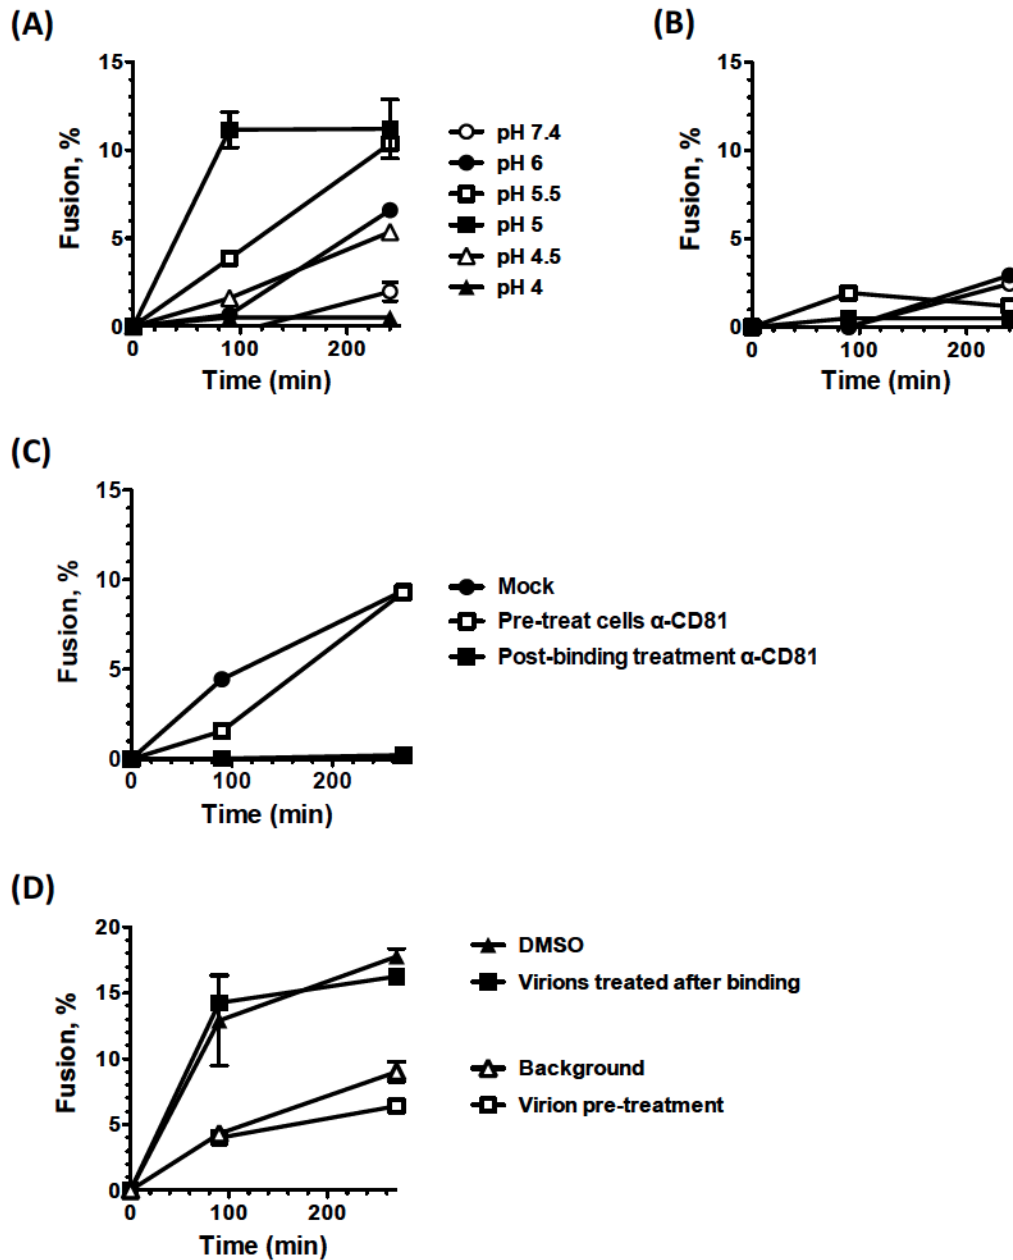 (A)
15
10
5
0
0
100
200
Fusion, %
Time (min)
pH 7.4
pH 6
pH 5.5
pH 5
pH 4.5
pH 4
(B)
15
10
5
0
0
100
200
Fusion, %
Time (min)
(C)
15
10
5
0
0
100
200
Fusion, %
Time (min)
Mock
Pre-treat cells α-CD81
Post-binding treatment α-CD81
(D)
20
15
10
5
0
0
100
200
Fusion, %
Time (min)
DMSO
Virions treated after binding
Background
Virion pre-treatment